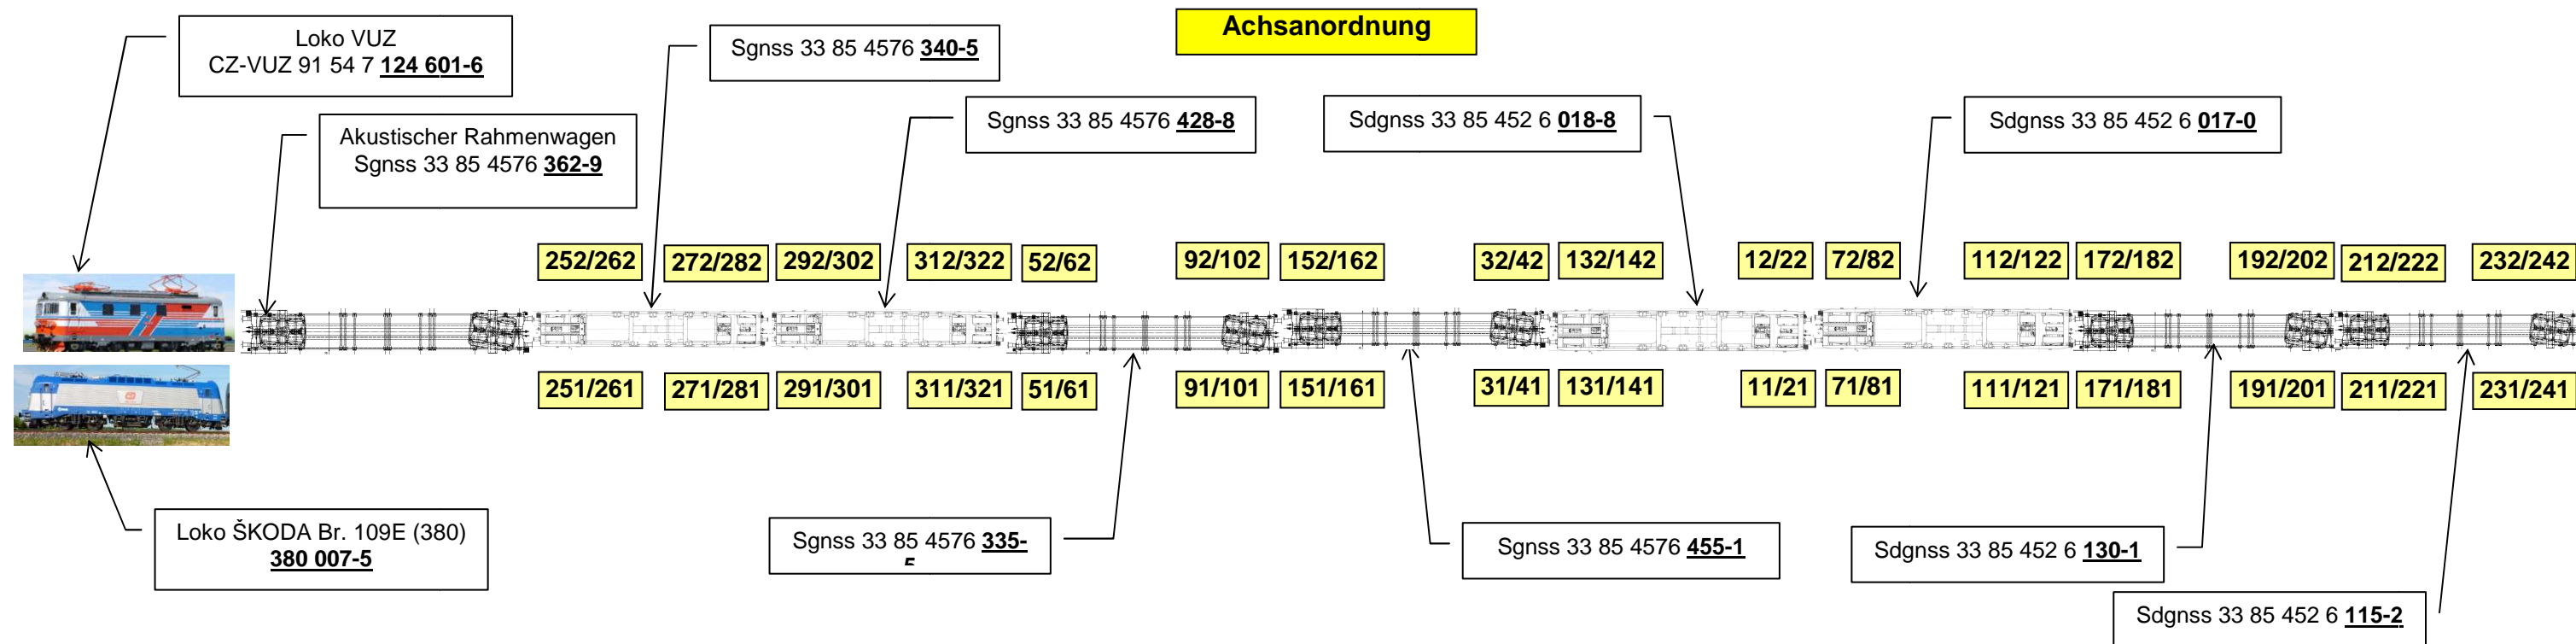 Achsanordnung
Loko VUZ
CZ-VUZ 91 54 7 124 601-6
Sgnss 33 85 4576 340-5
Akustischer Rahmenwagen
Sgnss 33 85 4576 362-9
Sgnss 33 85 4576 428-8
Sdgnss 33 85 452 6 018-8
Sdgnss 33 85 452 6 017-0
252/262 272/282 292/302 312/322 52/62 92/102 152/162 32/42 132/142 12/22 72/82 112/122 172/182 192/202 212/222 232/242
251/261 271/281 291/301 311/321 51/61 91/101 151/161 31/41 131/141 11/21 71/81 111/121 171/181 191/201 211/221 231/241
Loko ŠKODA Br. 109E (380)
380 007-5
Sgnss 33 85 4576 335-
Sgnss 33 85 4576 455-1
Sdgnss 33 85 452 6 130-1
Sdgnss 33 85 452 6 115-2